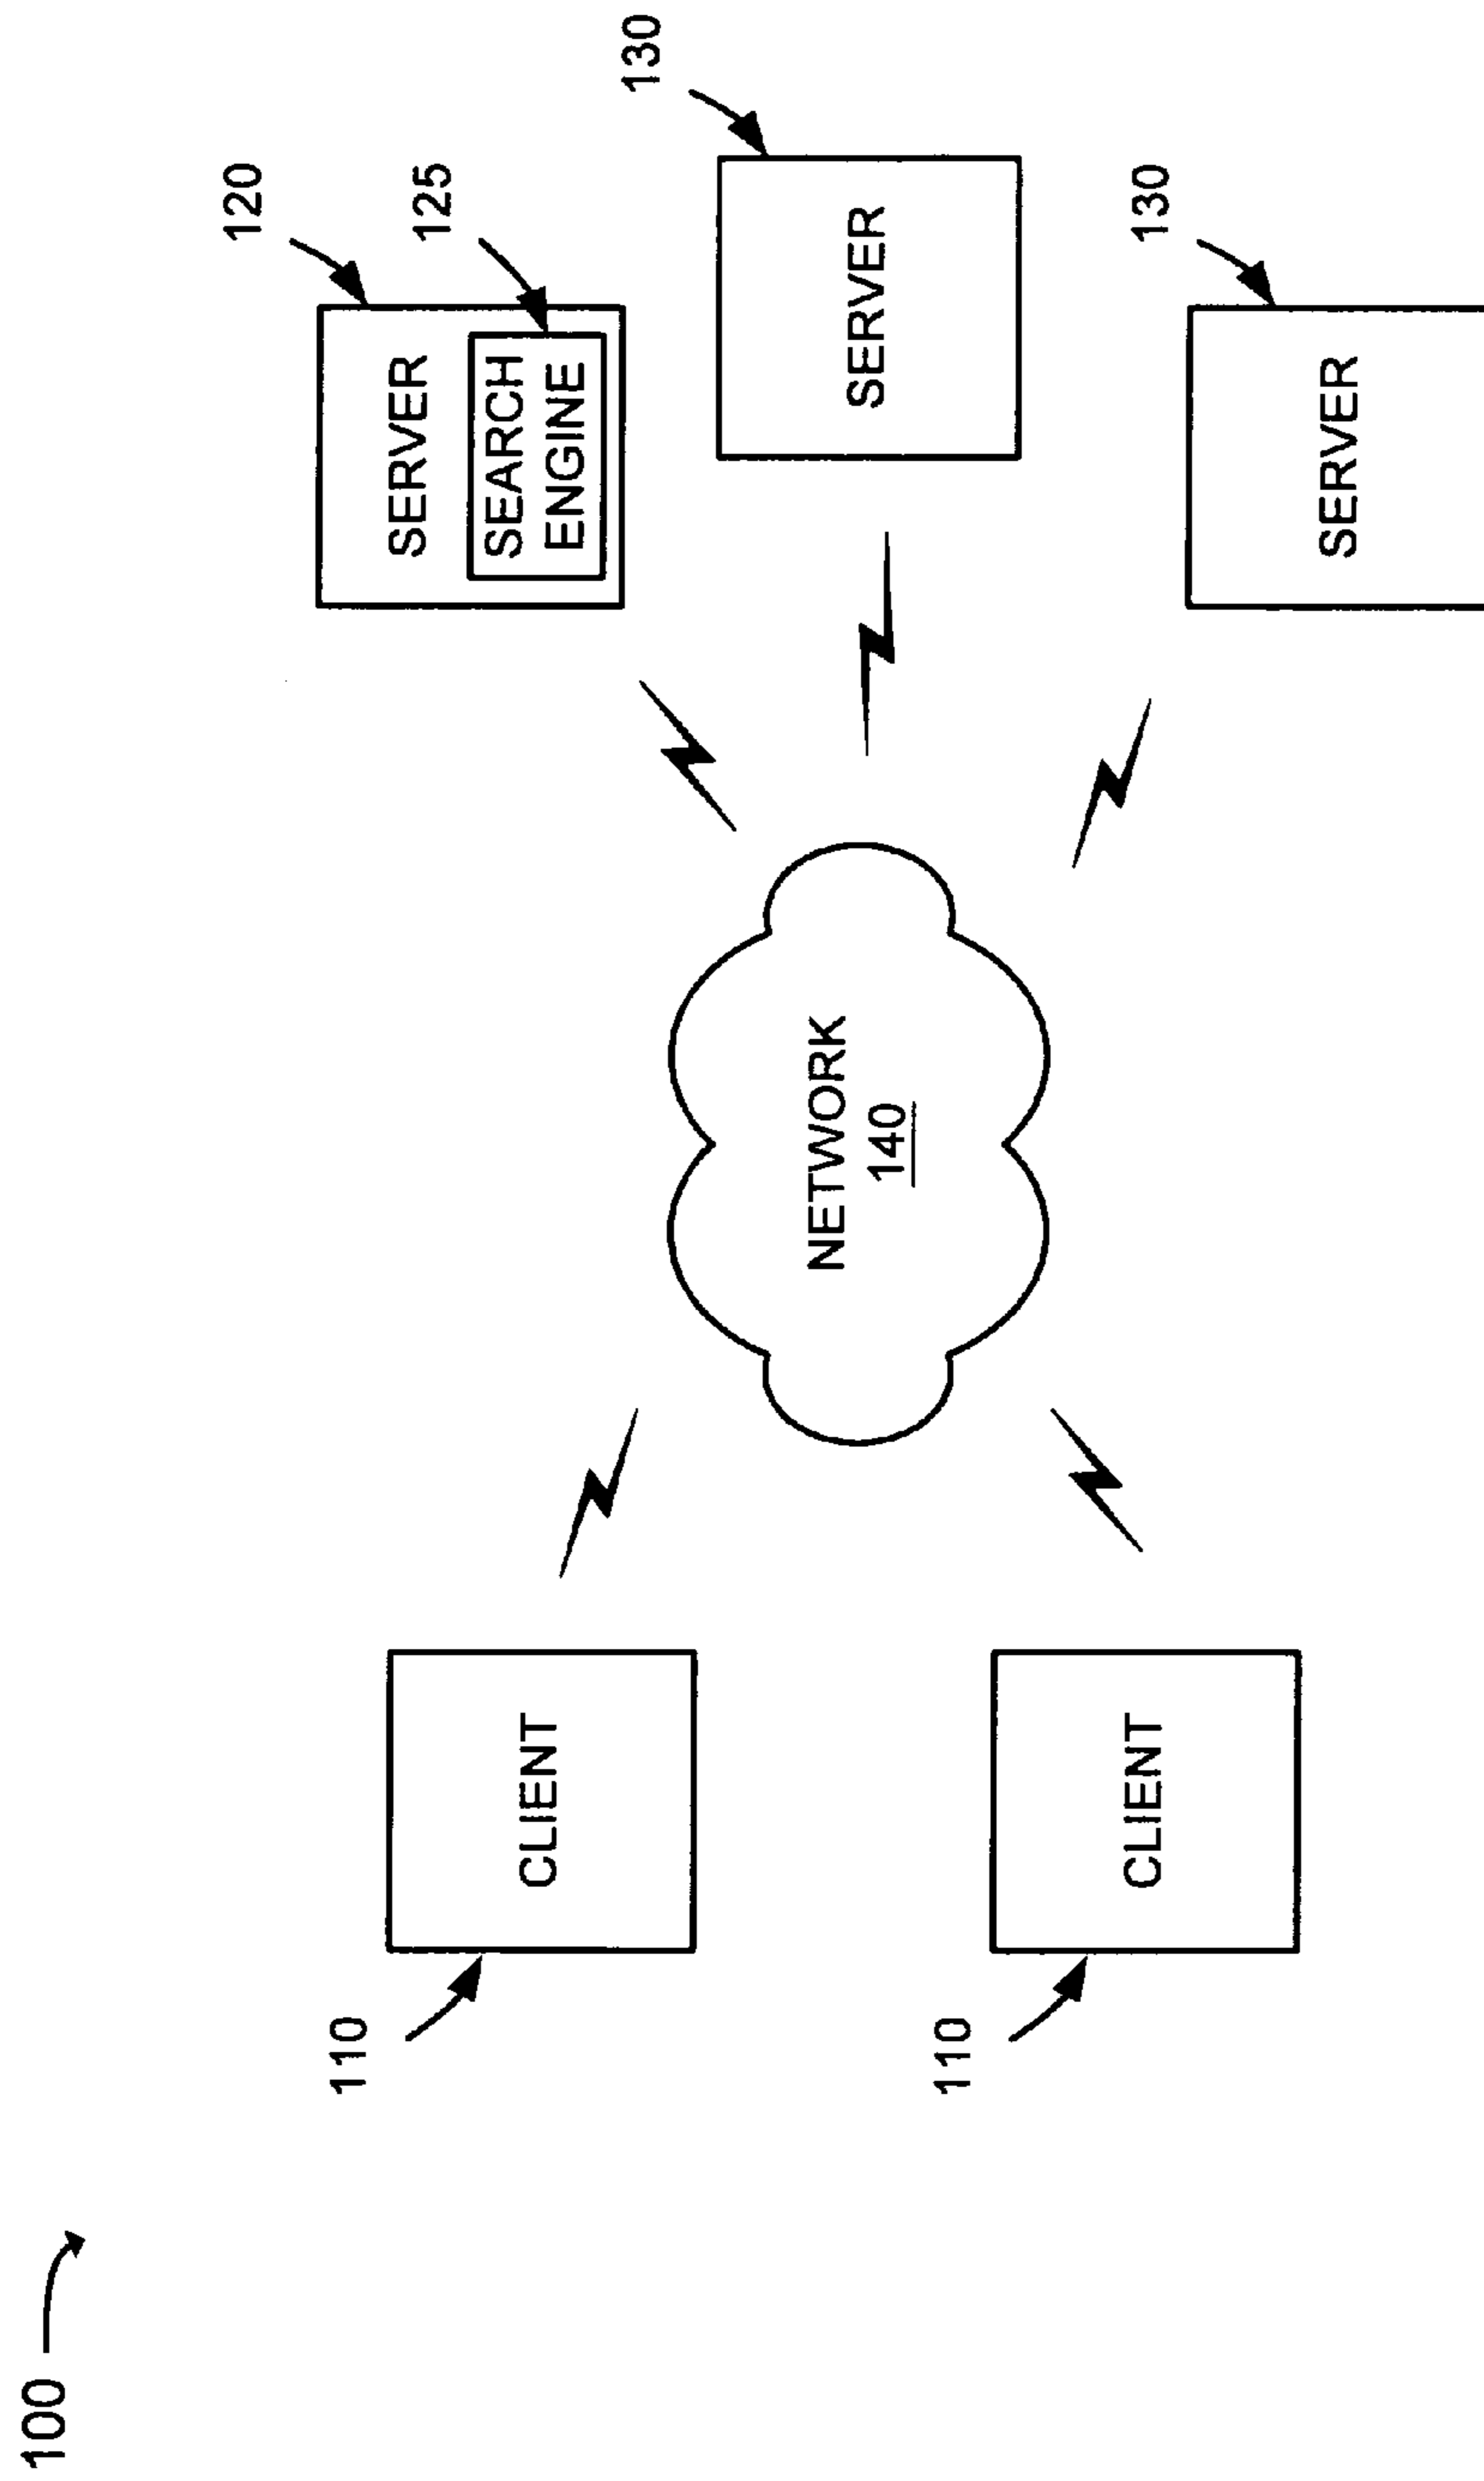 100
120
SERVER
125
SEARCH
ENGINE
110
CLIENT
130
SERVER
NETWORK
140
110
CLIENT
130
SERVER